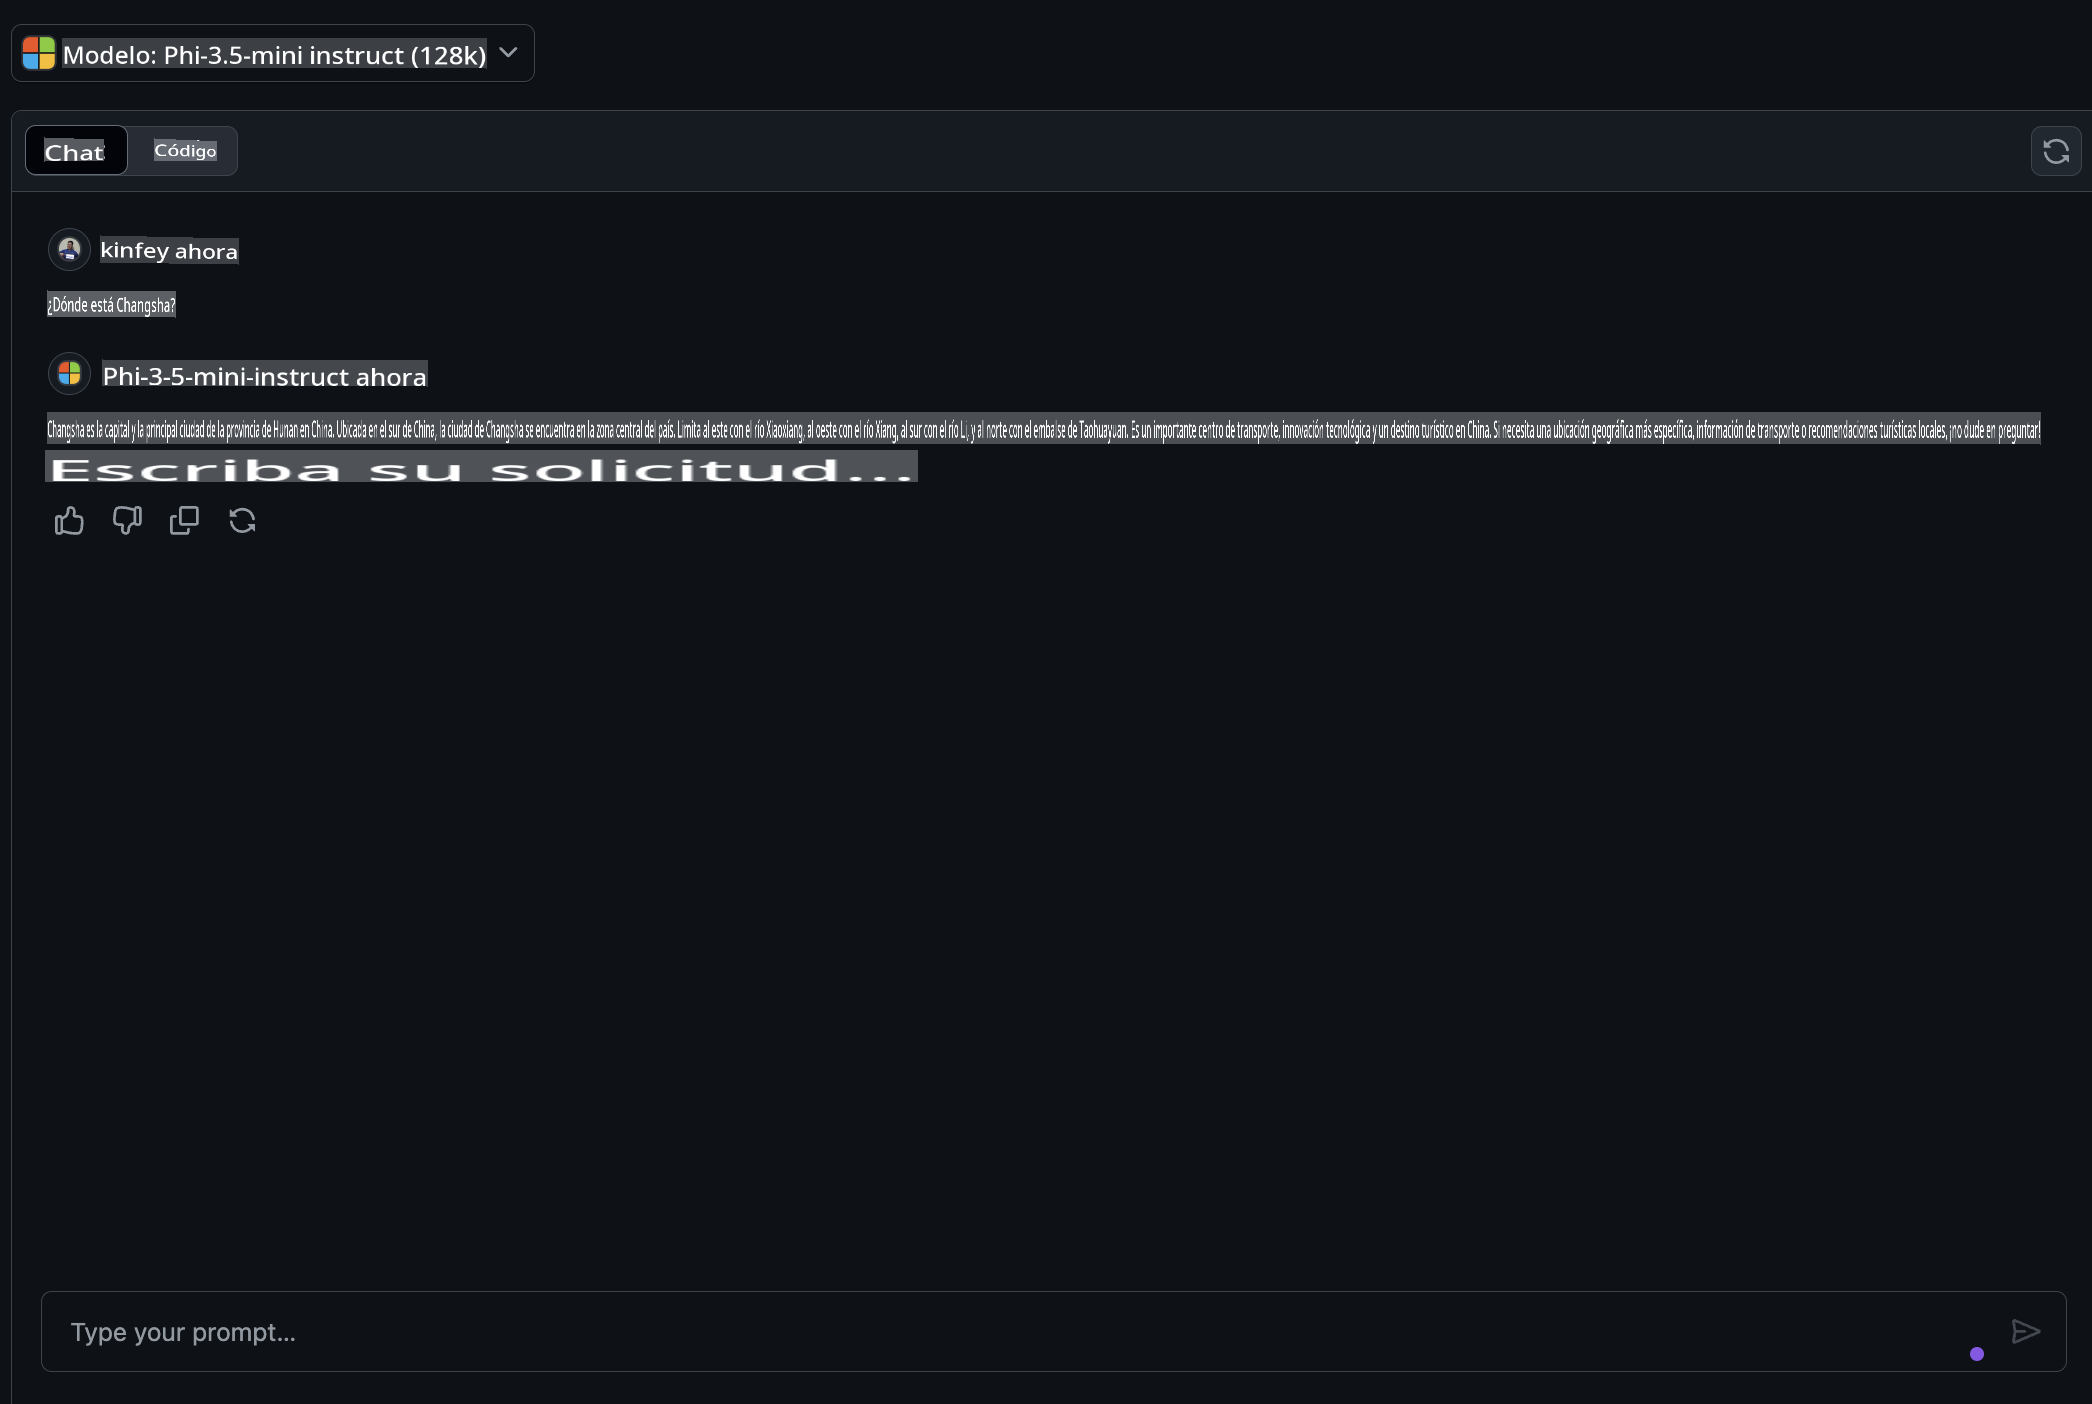 Modelo: Phi-3.5-mini instruct (128k)
Chat
Código
kinfey ahora
¿Dónde está Changsha?
Phi-3-5-mini-instruct ahora
Changsha es la capital y la principal ciudad de la provincia de Hunan en China. Ubicada en el sur de China, la ciudad de Changsha se encuentra en la zona central del país. Limita al este con el río Xiaoxiang, al oeste con el río Xiang, al sur con el río Li, y al norte con el embalse de Taohuayuan. Es un importante centro de transporte, innovación tecnológica y un destino turístico en China. Si necesita una ubicación geográfica más específica, información de transporte o recomendaciones turísticas locales, ¡no dude en preguntar!
Escriba su solicitud...
Type your prompt...